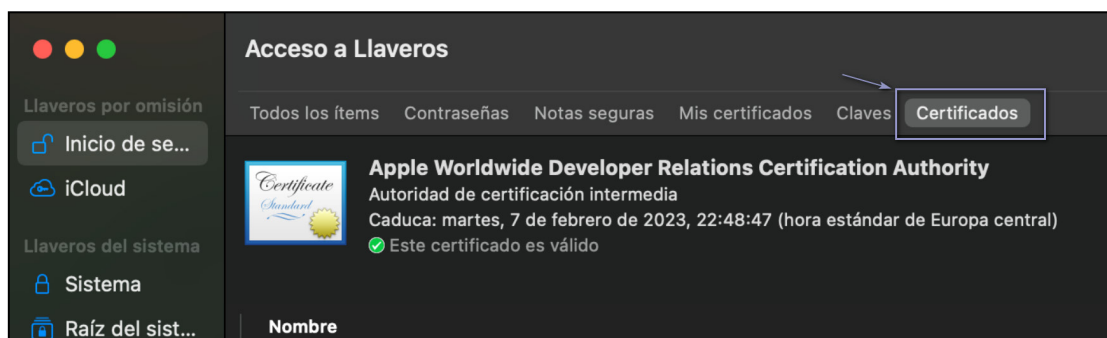 Acceso a Llaveros
Llaveros por omisión
Inicio de se...
iCloud
Llaveros del sistema
Sistema
Raíz del sist...
Todos los ítems Contraseñas Notas seguras Mis certificados Claves Certificados
Certificate
Standard
Apple Worldwide Developer Relations Certification Authority
Autoridad de certificación intermedia
Caduca: martes, 7 de febrero de 2023, 22:48:47 (hora estándar de Europa central)
Este certificado es válido
Nombre